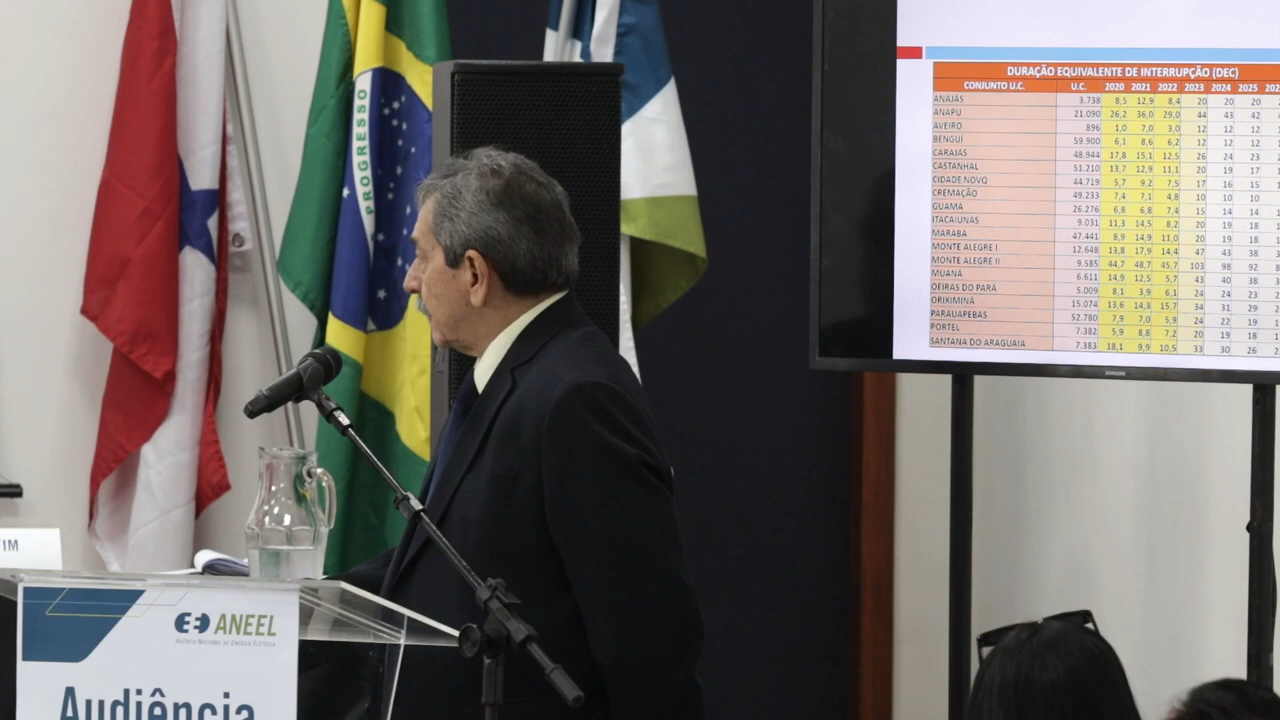 PROGRESSO
DURAÇÃO EQUIVALENTE DE INTERRUPÇÃO (DEC)
CONJUNTO U.C. U.C. 2020 2021 2022 2023 2024 2025
ANAJÁS 3.738 8,5 12,9 8,4 20 20 20
ANAPU 21.090 26,2 36,0 29,0 44 43 42
AVEIRO 896 1,0 7,0 3,0 12 12 12
BENGUÍ 59.900 6,1 8,6 6,2 12 12 12
CARAJÁS 48.944 17,8 15,1 12,5 26 24 23
CASTANHAL 51.210 13,7 12,9 11,1 20 19 17
CIDADE NOVO 44.719 5,7 9,2 7,5 17 16 15
CREMAÇÃO 49.233 7,4 7,1 4,8 10 10 10
GUAMÁ 26.276 6,8 6,8 7,4 15 14 14
ITACAIUNAS 9.031 11,3 14,5 8,2 20 19 18
MARABÁ 47.441 8,9 14,9 11,0 20 19 18
MONTE ALEGRE I 12.648 13,8 17,9 14,4 47 43 38
MONTE ALEGRE II 9.585 44,7 48,7 45,7 103 98 92
MUANÁ 6.611 14,9 12,5 5,7 43 40 38
OEIRAS DO PARÁ 5.009 8,1 3,9 6,1 24 24 23
ORIXIMINÁ 15.074 13,6 14,3 15,7 34 31 29
PARAUAPEBAS 52.780 7,9 7,0 5,9 24 22 19
PORTEL 7.382 5,9 8,8 7,2 20 19 18
SANTANA DO ARAGUAIA 7.383 18,1 9,9 10,5 33 30 26
SAMSUNG
TIM
ANEEL
AGÊNCIA NACIONAL DE ENERGIA ELÉTRICA
Audiência